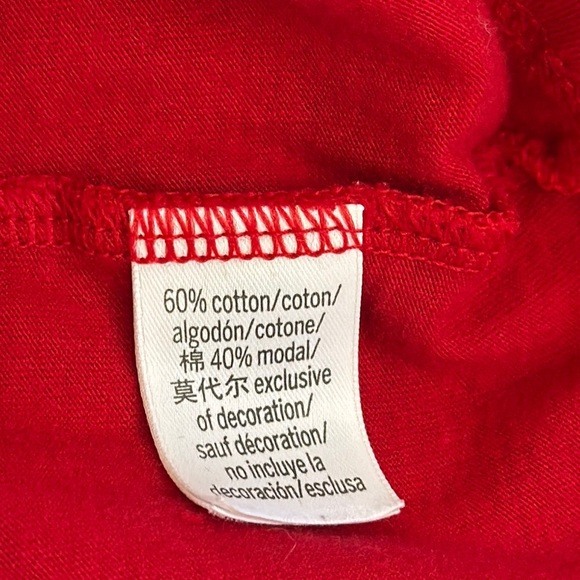 60% cotton/coton/
algodón/cotone/
棉 40% modal/
莫代尔 exclusive
of decoration/
sauf décoration/
no incluye la
decoración/esclusa